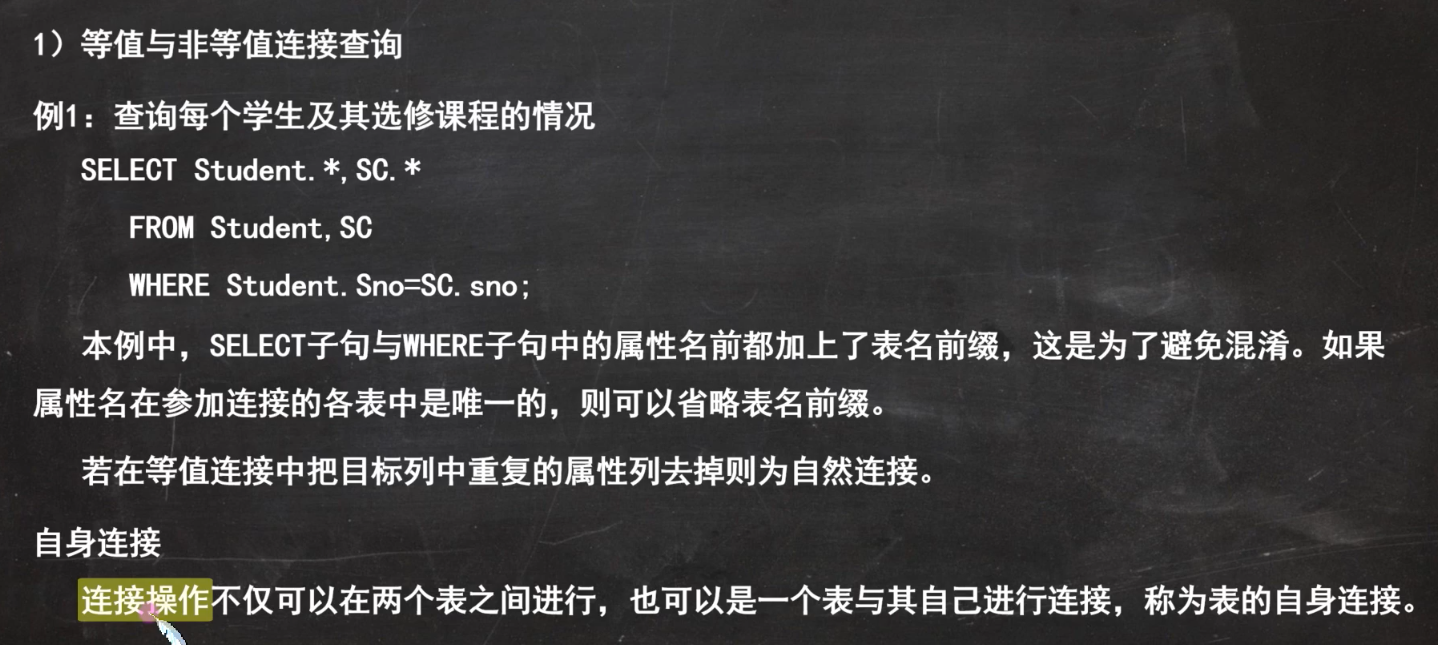 1）等值与非等值连接查询
例1：查询每个学生及其选修课程的情况
SELECT Student.*,SC.*
FROM Student,SC
WHERE Student.Sno=SC.sno;
本例中，SELECT子句与WHERE子句中的属性名前都加上了表名前缀，这是为了避免混淆。如果
属性名在参加连接的各表中是唯一的，则可以省略表名前缀。
若在等值连接中把目标列中重复的属性列去掉则为自然连接。
自身连接
连接操作不仅可以在两个表之间进行，也可以是一个表与其自己进行连接，称为表的自身连接。